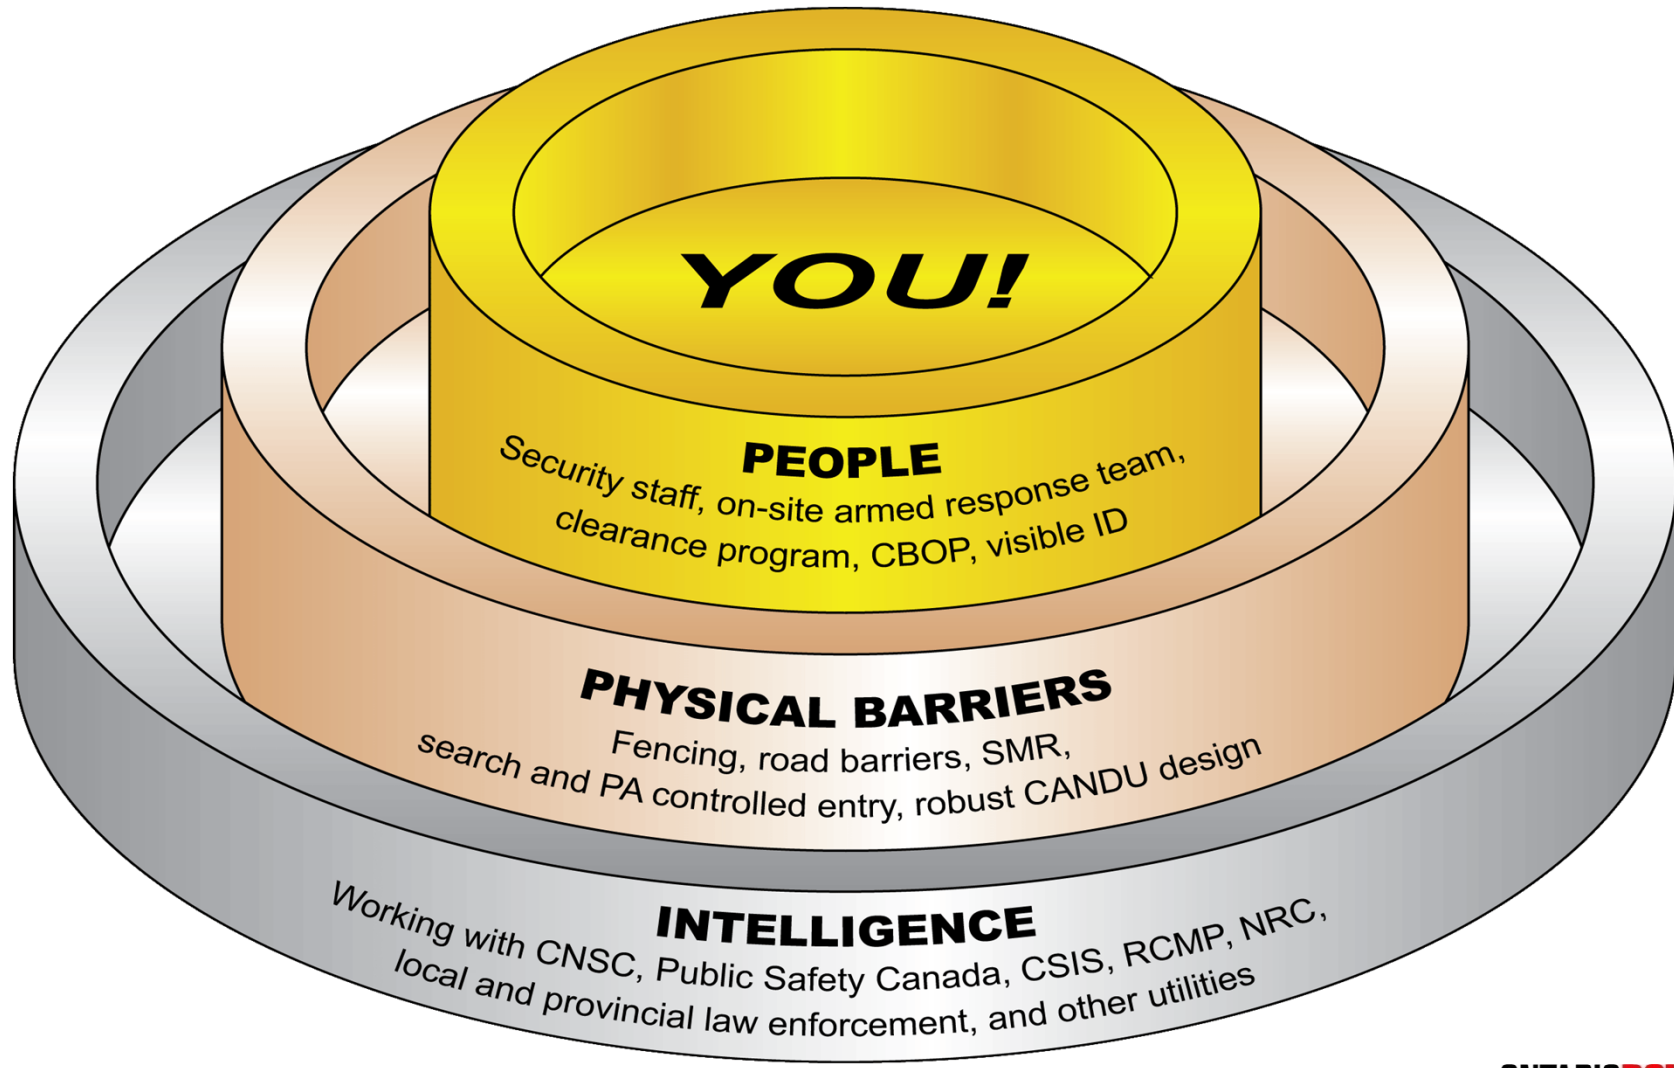 YOU!
PEOPLE
Security staff, on-site armed response team,
clearance program, CBOP, visible ID
PHYSICAL BARRIERS
Fencing, road barriers, SMR,
search and PA controlled entry, robust CANDU design
INTELLIGENCE
Working with CNSC, Public Safety Canada, CSIS, RCMP, NRC,
local and provincial law enforcement, and other utilities